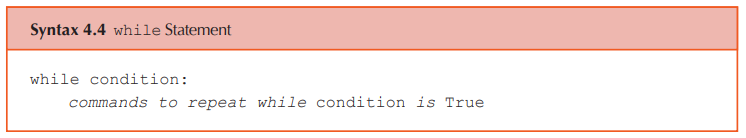 Syntax 4.4 while Statement
while condition:
commands to repeat while condition is True